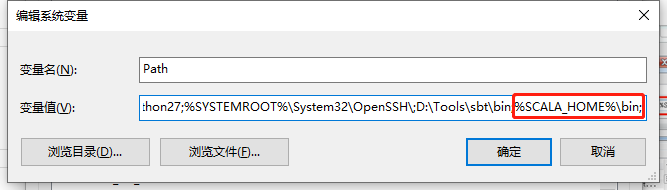 编辑系统变量
变量名(N):
Path
变量值(V):
thon27;%SYSTEMROOT%\System32\OpenSSH\;D:\Tools\sbt\bin;%SCALA_HOME%\bin;
浏览目录(D)...
浏览文件(F)...
确定
取消